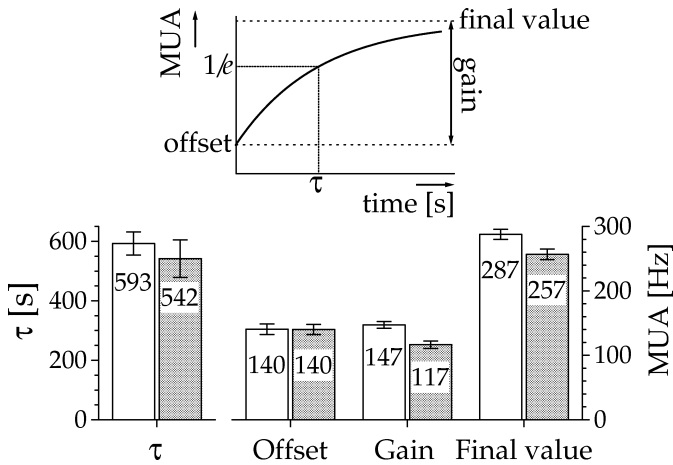 MUA
final value
1/e
gain
offset
τ
time [s]
τ [s]
600
400
200
0
593
542
140
140
147
117
287
257
300
200
100
0
MUA [Hz]
τ
Offset
Gain
Final value